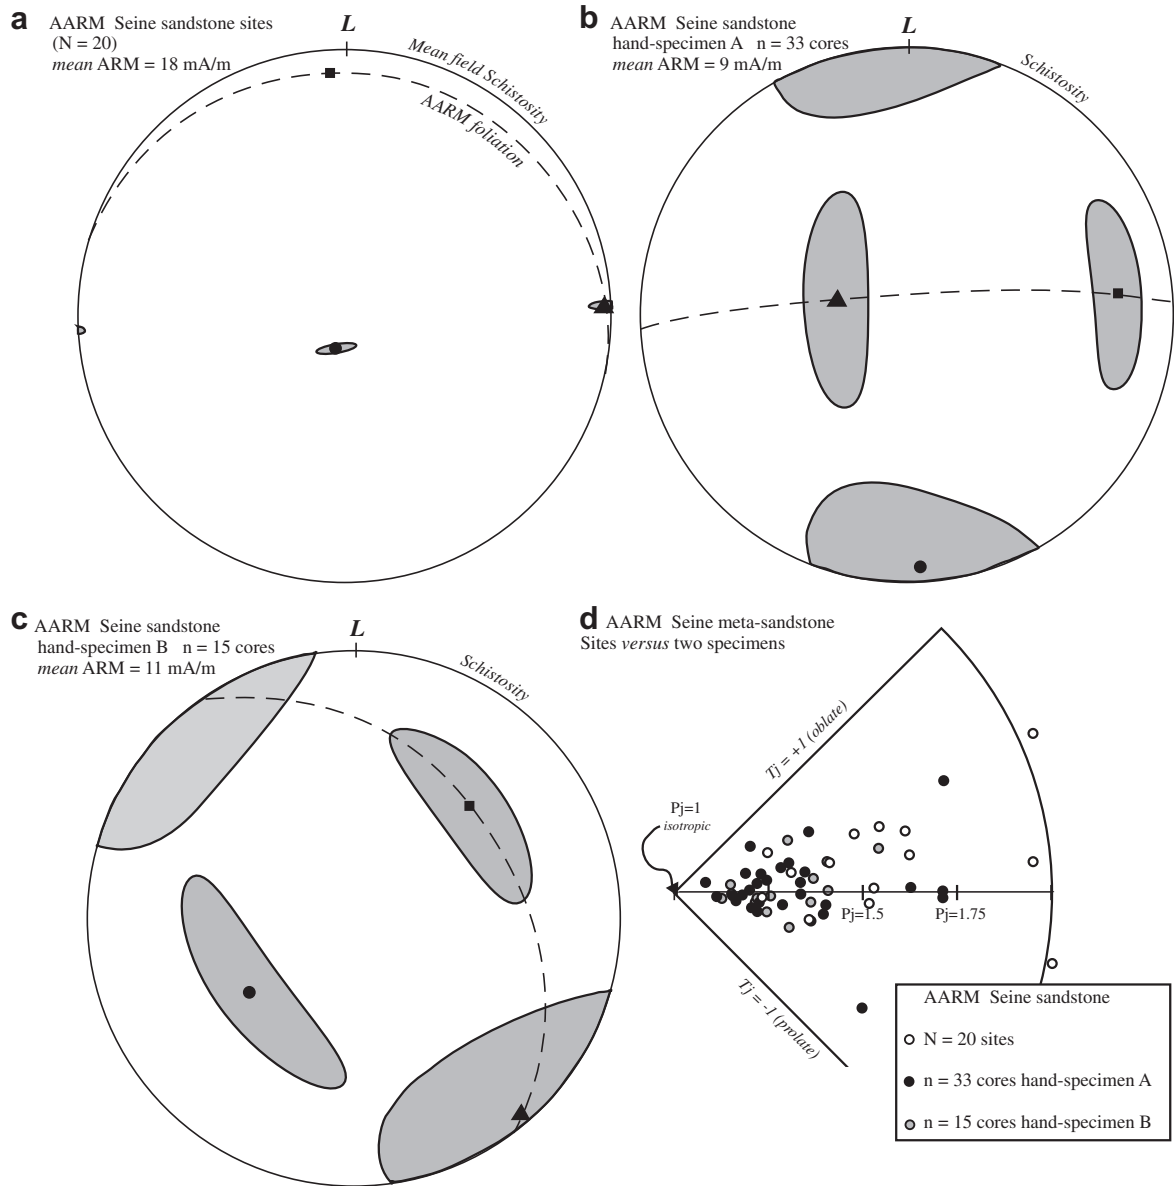 a
AARM Seine sandstone sites
(N = 20)
mean ARM = 18 mA/m
L
Mean field Schistosity
AARM foliation
b
AARM Seine sandstone
hand-specimen A n = 33 cores
mean ARM = 9 mA/m
L
Schistosity
c
AARM Seine sandstone
hand-specimen B n = 15 cores
mean ARM = 11 mA/m
L
Schistosity
d
AARM Seine meta-sandstone
Sites versus two specimens
Tj = +1 (oblate)
Pj=1
isotropic
Pj=1.5
Pj=1.75
Tj = -1 (prolate)
AARM Seine sandstone
N = 20 sites
n = 33 cores hand-specimen A
n = 15 cores hand-specimen B